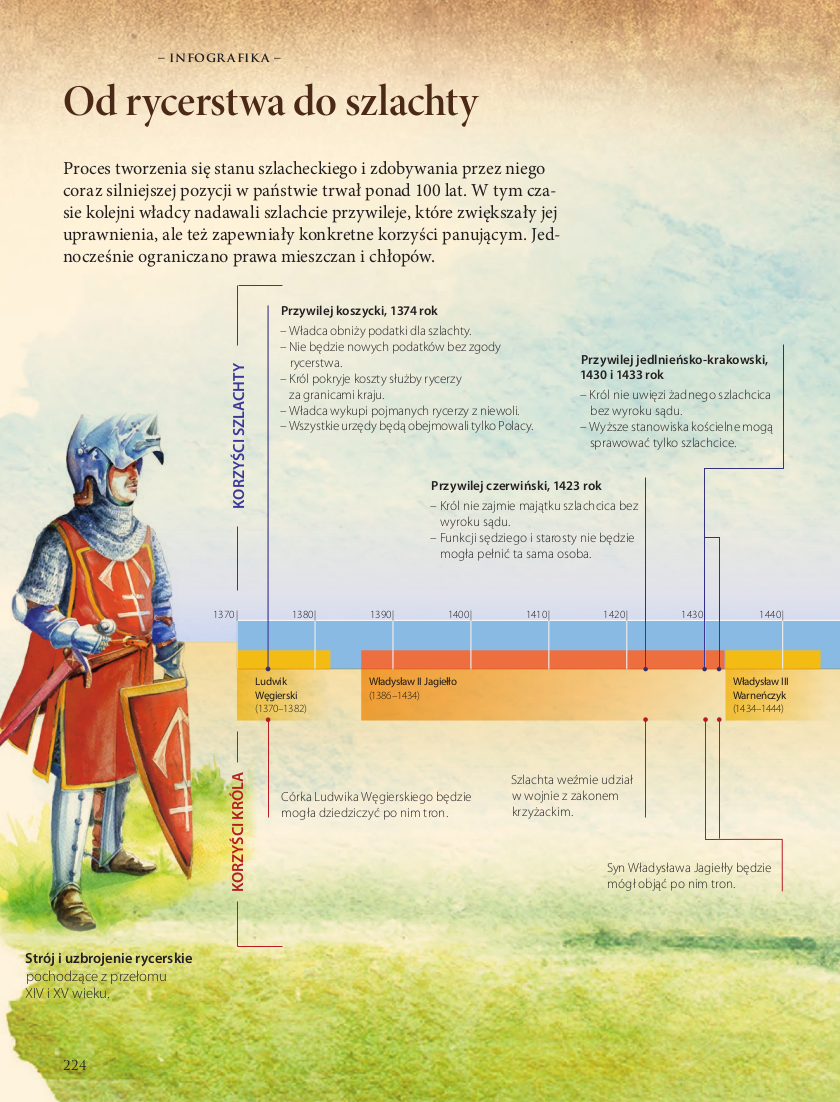 – INFOGRAFIKA –
Od rycerstwa do szlachty
Proces tworzenia się stanu szlacheckiego i zdobywania przez niego
coraz silniejszej pozycji w państwie trwał ponad 100 lat. W tym cza-
sie kolejni władcy nadawali szlachcie przywileje, które zwiększały jej
uprawnienia, ale też zapewniały konkretne korzyści panującym. Jed-
nocześnie ograniczano prawa mieszczan i chłopów.
KORZYŚCI SZLACHTY
Przywilej koszycki, 1374 rok
– Władca obniży podatki dla szlachty.
– Nie będzie nowych podatków bez zgody
rycerstwa.
– Król pokryje koszty służby rycerzy
za granicami kraju.
– Władca wykupi pojmanych rycerzy z niewoli.
– Wszystkie urzędy będą obejmowali tylko Polacy.
Przywilej jedlnieńsko-krakowski,
1430 i 1433 rok
– Król nie uwięzi żadnego szlachcica
bez wyroku sądu.
– Wyższe stanowiska kościelne mogą
sprawować tylko szlachcice.
Przywilej czerwiński, 1423 rok
– Król nie zajmie majątku szlachcica bez
wyroku sądu.
– Funkcji sędziego i starosty nie będzie
mogła pełnić ta sama osoba.
1370 1380 1390 1400 1410 1420 1430 1440
Ludwik
Węgierski
(1370–1382)
Władysław II Jagiełło
(1386–1434)
Władysław III
Warneńczyk
(1434–1444)
KORZYŚCI KRÓLA
Córka Ludwika Węgierskiego będzie
mogła dziedziczyć po nim tron.
Szlachta weźmie udział
w wojnie z zakonem
krzyżackim.
Syn Władysława Jagiełły będzie
mógł objąć po nim tron.
Strój i uzbrojenie rycerskie
pochodzące z przełomu
XIV i XV wieku.
224